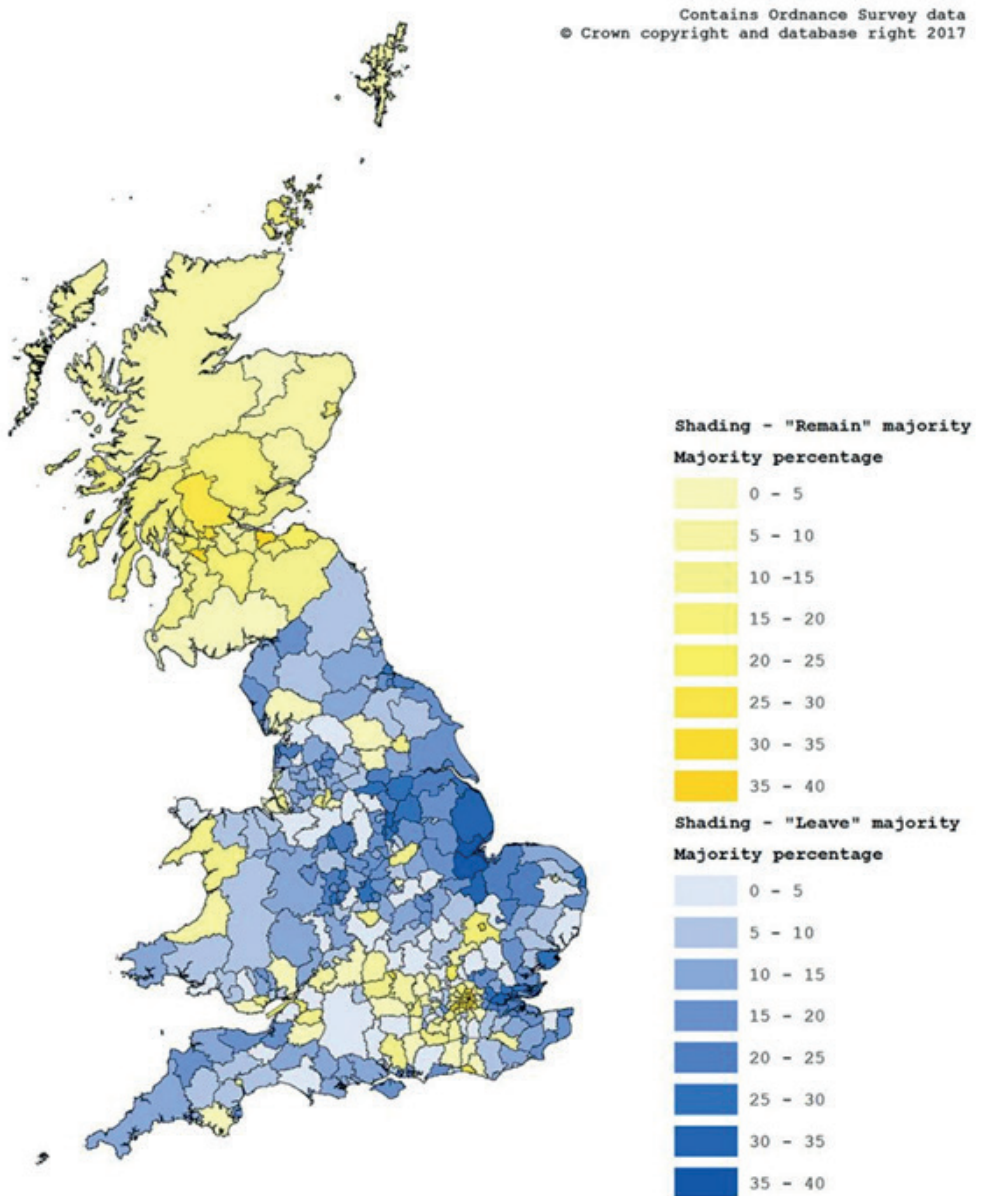 Contains Ordnance Survey data
© Crown copyright and database right 2017
Shading - "Remain" majority
Majority percentage
0 - 5
5 - 10
10 -15
15 - 20
20 - 25
25 - 30
30 - 35
35 - 40
Shading - "Leave" majority
Majority percentage
0 - 5
5 - 10
10 - 15
15 - 20
20 - 25
25 - 30
30 - 35
35 - 40